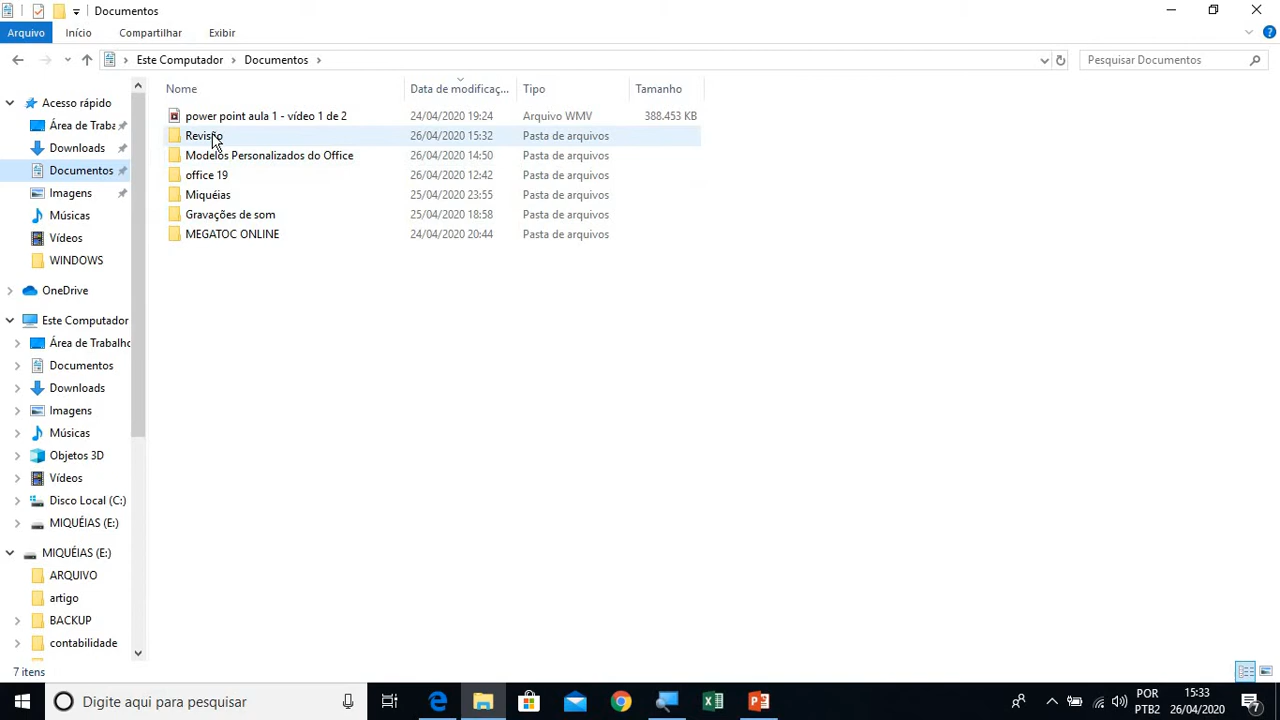 Documentos
Arquivo Início Compartilhar Exibir
Este Computador Documentos
Pesquisar Documentos
Nome Data de modificaç... Tipo Tamanho
power point aula 1 - vídeo 1 de 2 24/04/2020 19:24 Arquivo WMV 388.453 KB
Revisão 26/04/2020 15:32 Pasta de arquivos
Modelos Personalizados do Office 26/04/2020 14:50 Pasta de arquivos
office 19 26/04/2020 12:42 Pasta de arquivos
Miquéias 25/04/2020 23:55 Pasta de arquivos
Gravações de som 25/04/2020 18:58 Pasta de arquivos
MEGATOC ONLINE 24/04/2020 20:44 Pasta de arquivos
Acesso rápido
Área de Traba
Downloads
Documentos
Imagens
Músicas
Vídeos
WINDOWS
OneDrive
Este Computador
Área de Trabalho
Documentos
Downloads
Imagens
Músicas
Objetos 3D
Vídeos
Disco Local (C:)
MIQUÉIAS (E:)
MIQUÉIAS (E:)
ARQUIVO
artigo
BACKUP
contabilidade
7 itens
Digite aqui para pesquisar
POR
PTB2
15:33
26/04/2020
7